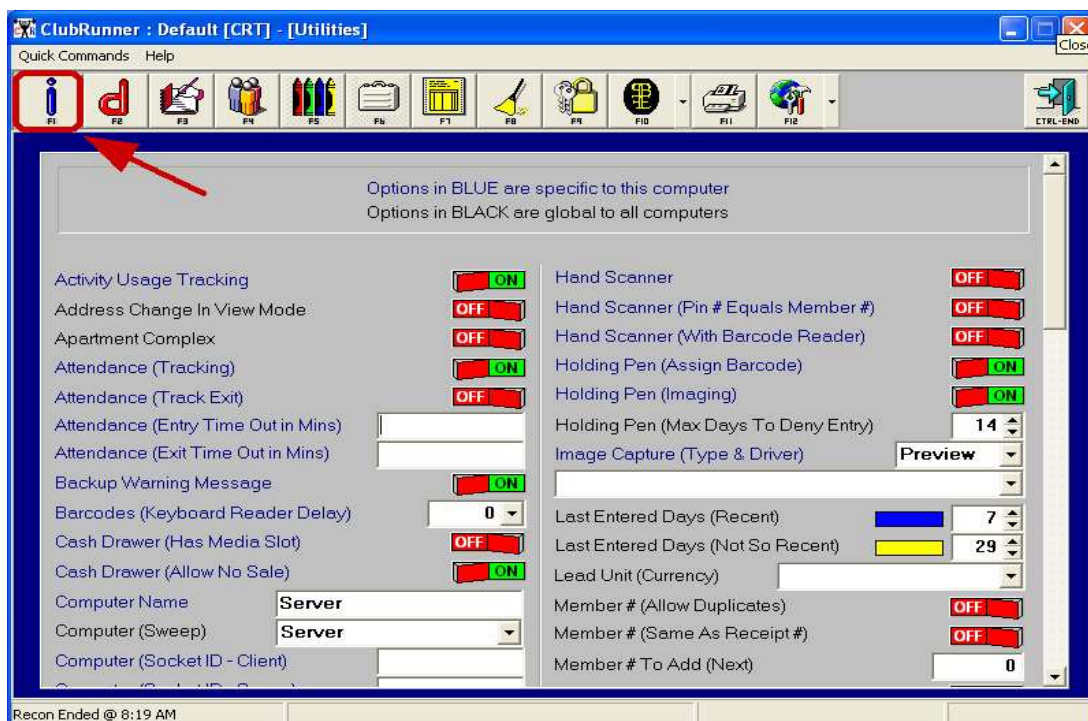 ClubRunner : Default [CRT] - [Utilities]
Close
Quick Commands Help
F1 F2 F3 F4 F5 F6 F7 F8 F9 F10 F11 F12 CTRL-END
Options in BLUE are specific to this computer
Options in BLACK are global to all computers
Activity Usage Tracking ON
Address Change In View Mode OFF
Apartment Complex OFF
Attendance (Tracking) ON
Attendance (Track Exit) OFF
Attendance (Entry Time Out in Mins)
Attendance (Exit Time Out in Mins)
Backup Warning Message ON
Barcodes (Keyboard Reader Delay) 0
Cash Drawer (Has Media Slot) OFF
Cash Drawer (Allow No Sale) ON
Computer Name Server
Computer (Sweep) Server
Computer (Socket ID - Client)
Hand Scanner OFF
Hand Scanner (Pin # Equals Member #) OFF
Hand Scanner (With Barcode Reader) OFF
Holding Pen (Assign Barcode) ON
Holding Pen (Imaging) ON
Holding Pen (Max Days To Deny Entry) 14
Image Capture (Type & Driver) Preview
Last Entered Days (Recent) 7
Last Entered Days (Not So Recent) 29
Lead Unit (Currency)
Member # (Allow Duplicates) OFF
Member # (Same As Receipt #) OFF
Member # To Add (Next) 0
Recon Ended @ 8:19 AM